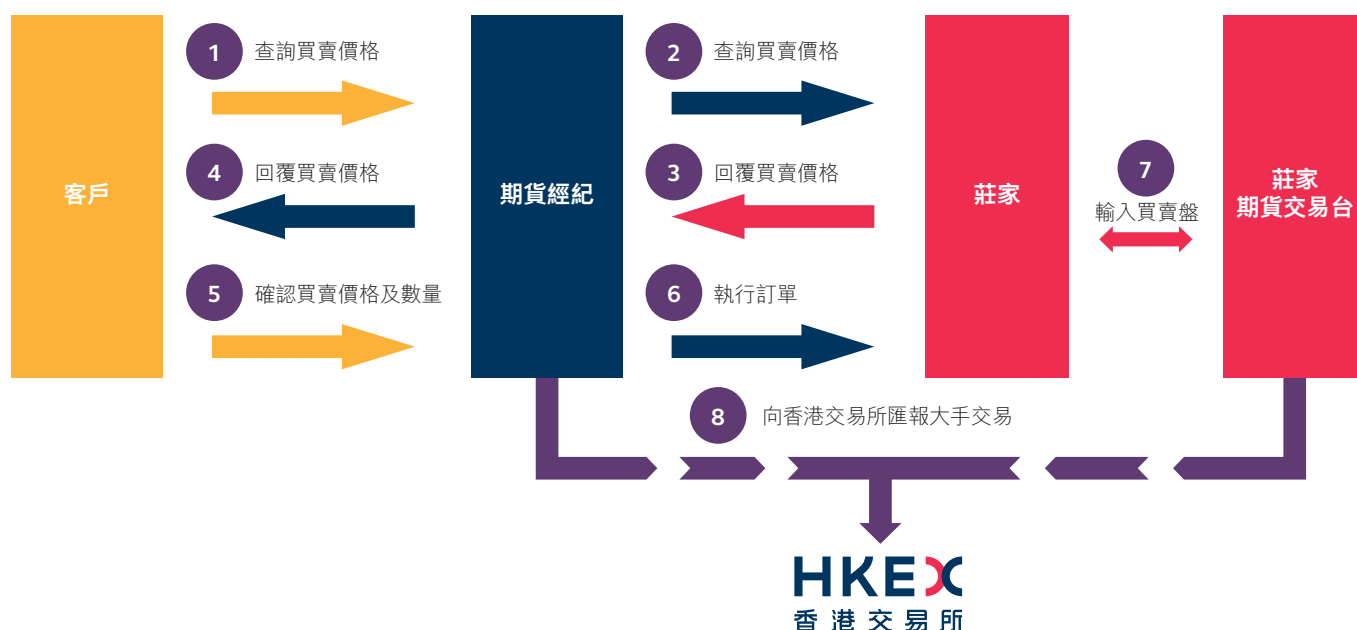 1 查詢買賣價格
2 查詢買賣價格
4 回覆買賣價格
3 回覆買賣價格
7
客戶
期貨經紀
莊家
輸入買賣盤
莊家
期貨交易台
5 確認買賣價格及數量
6 執行訂單
8 向香港交易所匯報大手交易
HKEX
香港交易所